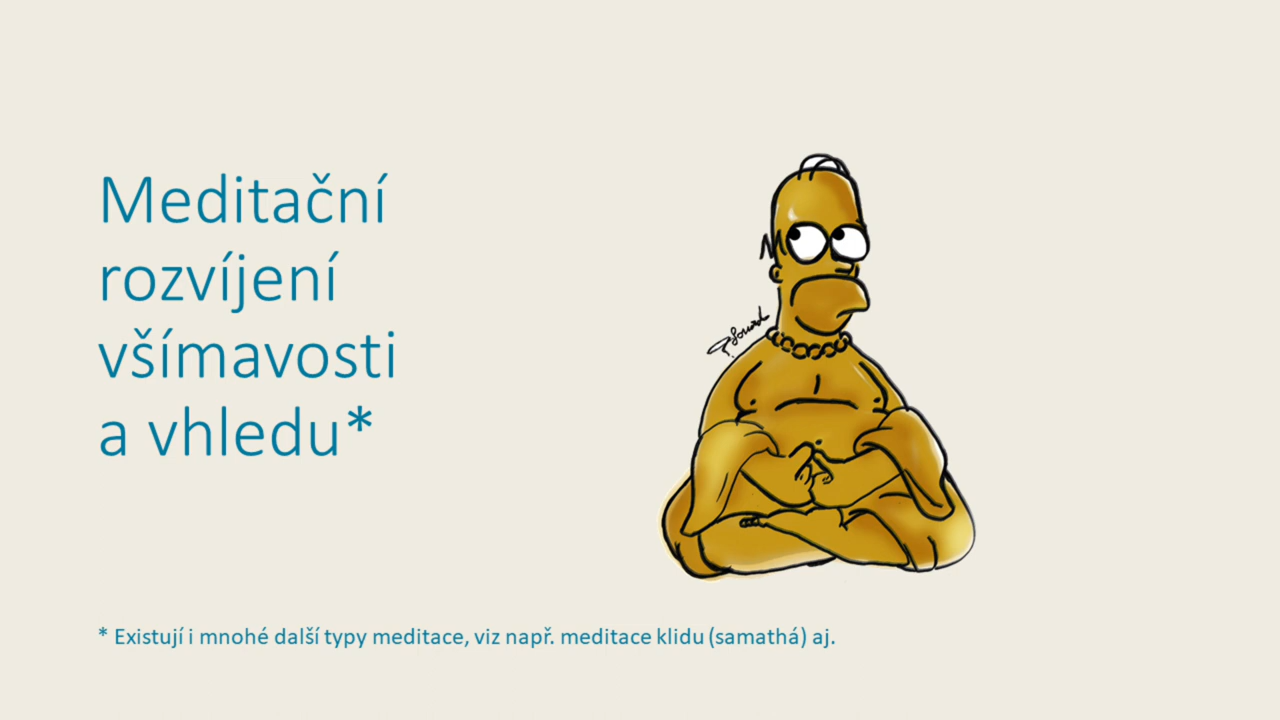 Meditační
rozvíjení
všímavosti
a vhledu*
* Existují i mnohé další typy meditace, viz např. meditace klidu (samathá) aj.